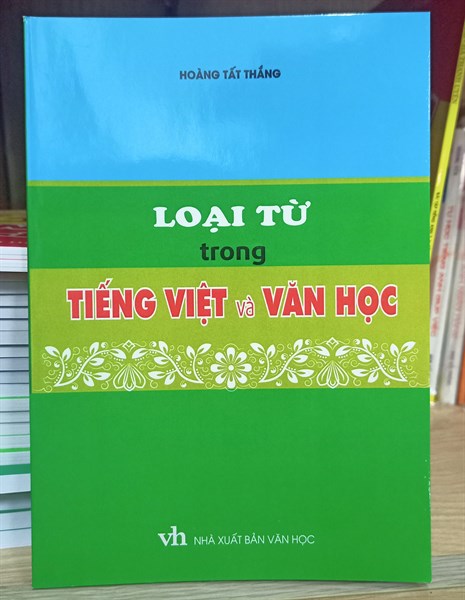 HOÀNG TẤT THẮNG
LOẠI TỪ
trong
TIẾNG VIỆT và VĂN HỌC
vh NHÀ XUẤT BẢN VĂN HỌC